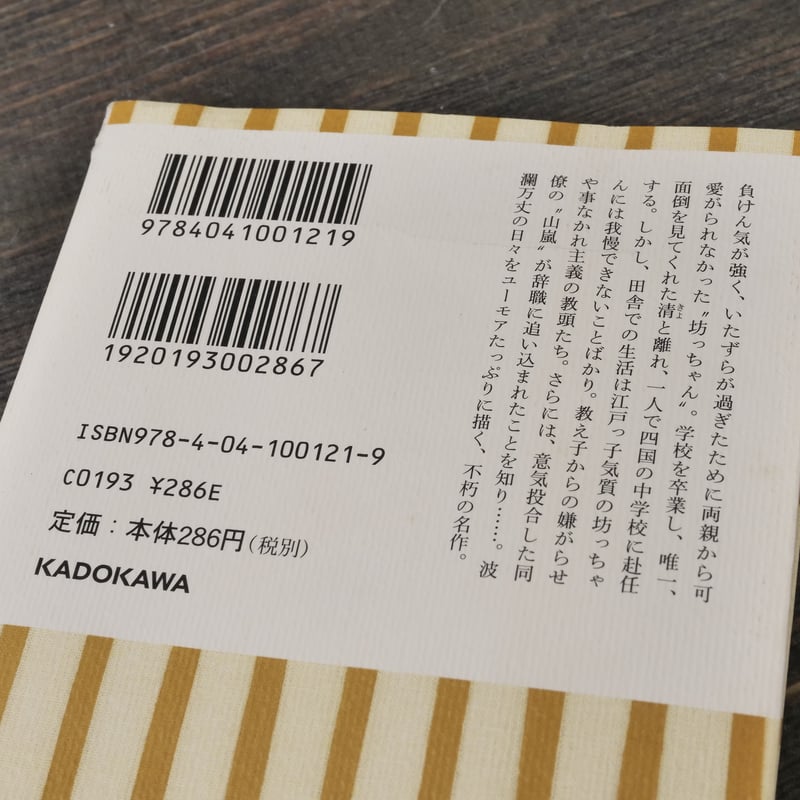 9784041001219
1920193002867
ISBN978-4-04-100121-9
C0193 ¥286E
定価：本体286円（税別）
KADOKAWA
負けん気が強く、いたずらが過ぎたために両親から可
愛がられなかった〝坊っちゃん〟。学校を卒業し、唯一、
面倒を見てくれた清と離れ、一人で四国の中学校に赴任
きよ
する。しかし、田舎での生活は江戸っ子気質の坊っちゃ
んには我慢できないことばかり。教え子からの嫌がらせ
や事なかれ主義の教頭たち。さらには、意気投合した同
僚の〝山嵐〟が辞職に追い込まれたことを知り……。波
瀾万丈の日々をユーモアたっぷりに描く、不朽の名作。